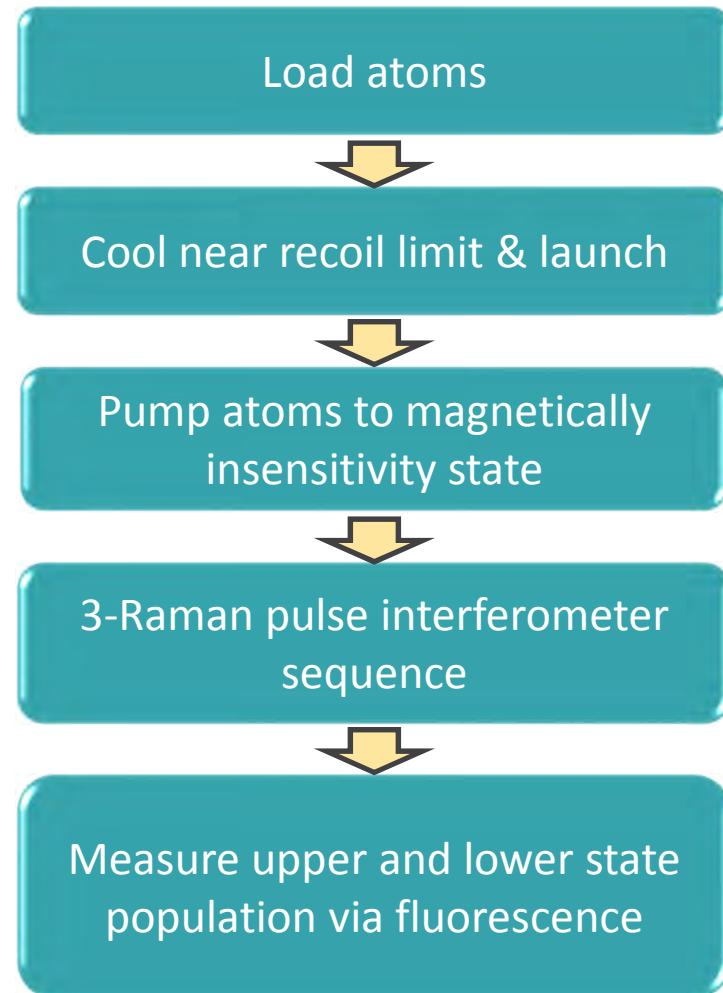 Load atoms
Cool near recoil limit & launch
Pump atoms to magnetically
insensitivity state
3-Raman pulse interferometer
sequence
Measure upper and lower state
population via fluorescence